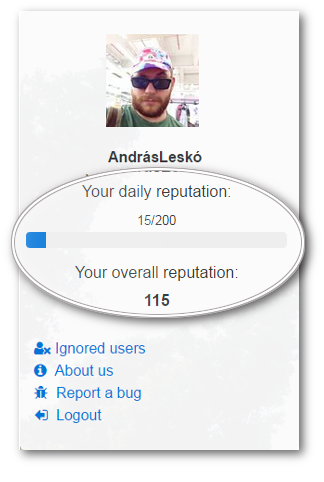 AndrásLeskó
Your daily reputation:
15/200
Your overall reputation:
115
Ignored users
About us
Report a bug
Logout